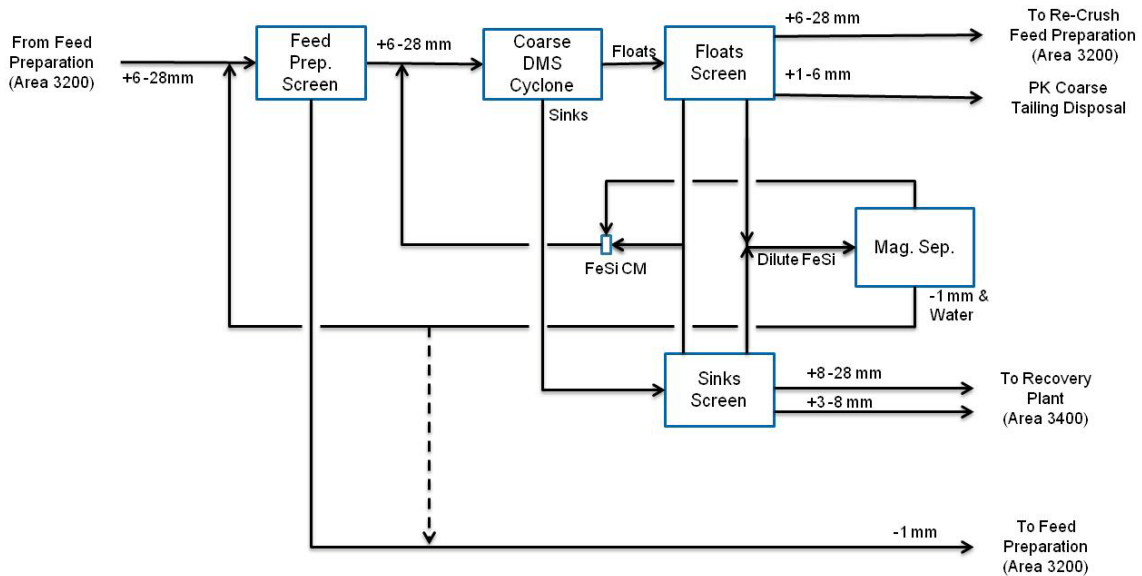 From Feed
Preparation
(Area 3200)
+6-28mm
Feed
Prep.
Screen
+6-28 mm
Coarse
DMS
Cyclone
Floats
Sinks
Floats
Screen
+6-28 mm
To Re-Crush
Feed Preparation
(Area 3200)
+1-6 mm
PK Coarse
Tailing Disposal
FeSi CM
Dilute FeSi
Mag. Sep.
-1 mm &
Water
Sinks
Screen
+8-28 mm
+3-8 mm
To Recovery
Plant
(Area 3400)
-1 mm
To Feed
Preparation
(Area 3200)